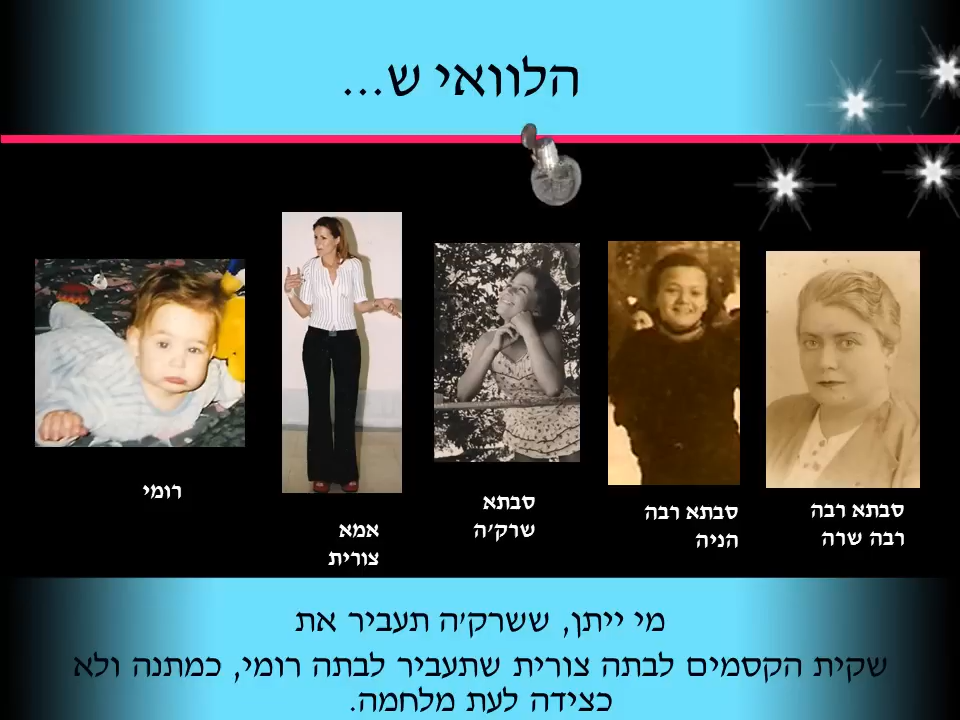 הלוואי ש...
סבתא רבה
רבה שרה
סבתא רבה
הניה
סבתא
שרק'ה
אמא
צורית
רומי
מי ייתן, ששרק'ה תעביר את
שקית הקסמים לבתה צורית שתעביר לבתה רומי, כמתנה ולא
כצידה לעת מלחמה.